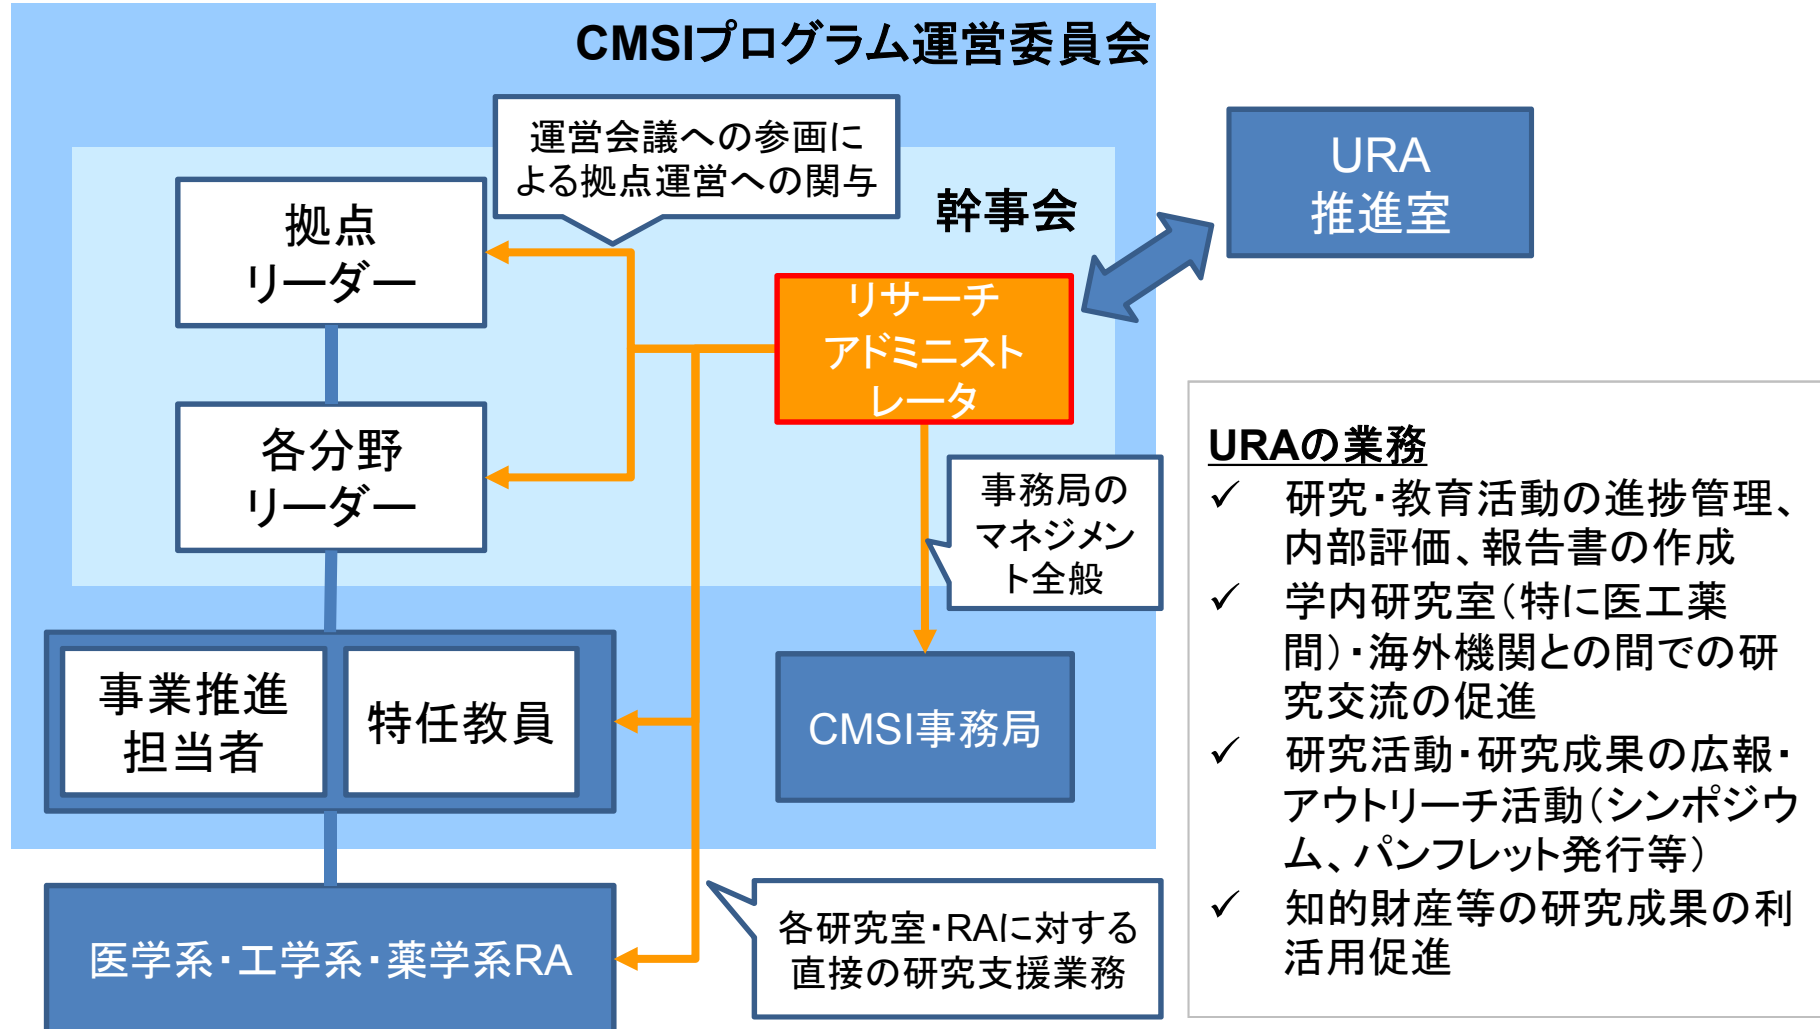 CMSIプログラム運営委員会
運営会議への参画に
よる拠点運営への関与
幹事会
URA
推進室
拠点
リーダー
リサーチ
アドミニスト
レータ
各分野
リーダー
事務局の
マネジメン
ト全般
事業推進
担当者
特任教員
CMSI事務局
医学系・工学系・薬学系RA
各研究室・RAに対する
直接の研究支援業務
URAの業務
✓ 研究・教育活動の進捗管理、
内部評価、報告書の作成
✓ 学内研究室（特に医工薬
間）・海外機関との間での研
究交流の促進
✓ 研究活動・研究成果の広報・
アウトリーチ活動（シンポジウ
ム、パンフレット発行等）
✓ 知的財産等の研究成果の利
活用促進